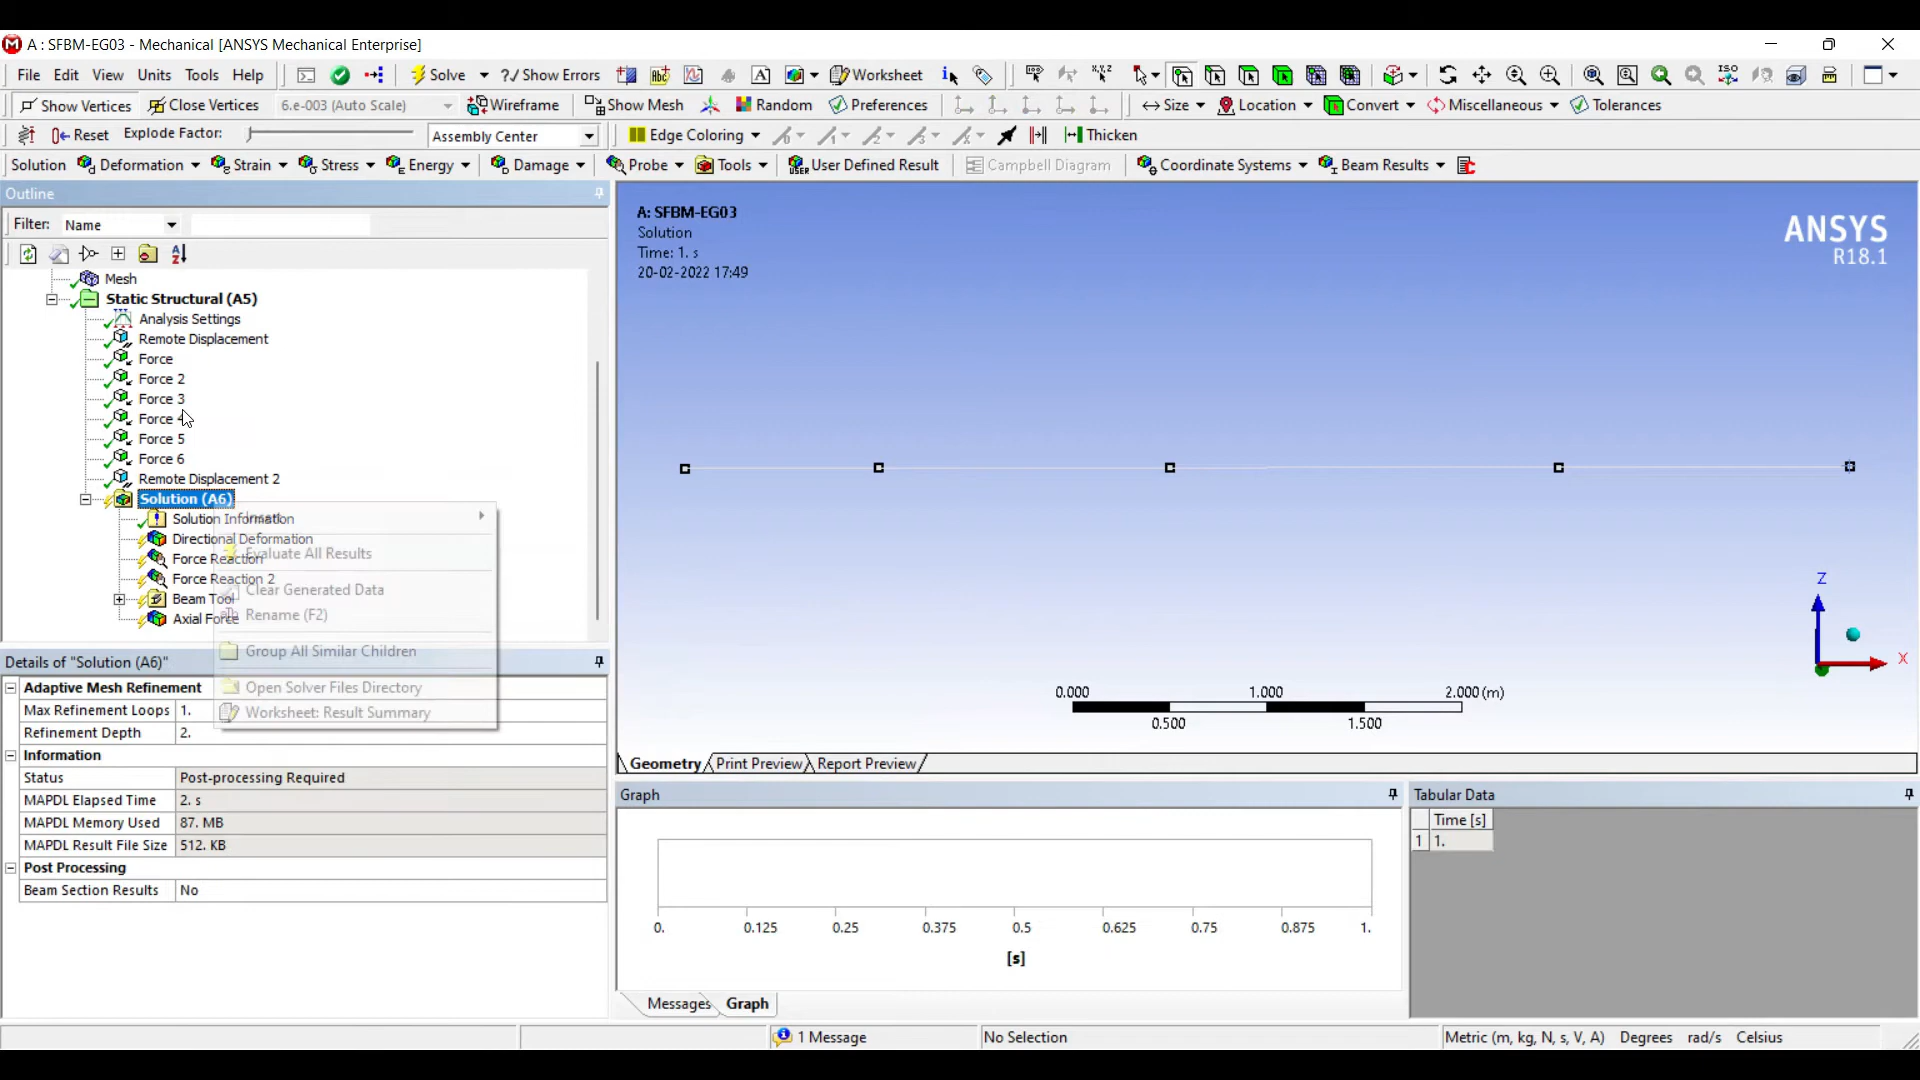 A : SFBM-EG03 - Mechanical [ANSYS Mechanical Enterprise]
File Edit View Units Tools Help Solve ?/ Show Errors Worksheet
Show Vertices Close Vertices 6.e-003 (Auto Scale) Wireframe Show Mesh Random Preferences Size Location Convert Miscellaneous Tolerances
Reset Explode Factor: Assembly Center Edge Coloring Thicken
Solution Deformation Strain Stress Energy Damage Probe Tools User Defined Result Campbell Diagram Coordinate Systems Beam Results
Outline
Filter: Name
Mesh
Static Structural (A5)
Analysis Settings
Remote Displacement
Force
Force 2
Force 3
Force 4
Force 5
Force 6
Remote Displacement 2
Solution (A6)
Solution Information
Directional Deformation
Force Reaction
Force Reaction 2
Beam Tool
Axial Force
Evaluate All Results
Clear Generated Data
Rename (F2)
Group All Similar Children
Open Solver Files Directory
Worksheet: Result Summary
Details of "Solution (A6)"
Adaptive Mesh Refinement
Max Refinement Loops 1.
Refinement Depth 2.
Information
Status Post-processing Required
MAPDL Elapsed Time 2. s
MAPDL Memory Used 87. MB
MAPDL Result File Size 512. KB
Post Processing
Beam Section Results No
A: SFBM-EG03
Solution
Time: 1. s
20-02-2022 17:49
ANSYS
R18.1
Z
X
0.000 1.000 2.000 (m)
0.500 1.500
Geometry Print Preview Report Preview
Graph
0. 0.125 0.25 0.375 0.5 0.625 0.75 0.875 1.
[s]
Messages Graph
Tabular Data
Time [s]
1 1.
1 Message No Selection Metric (m, kg, N, s, V, A) Degrees rad/s Celsius